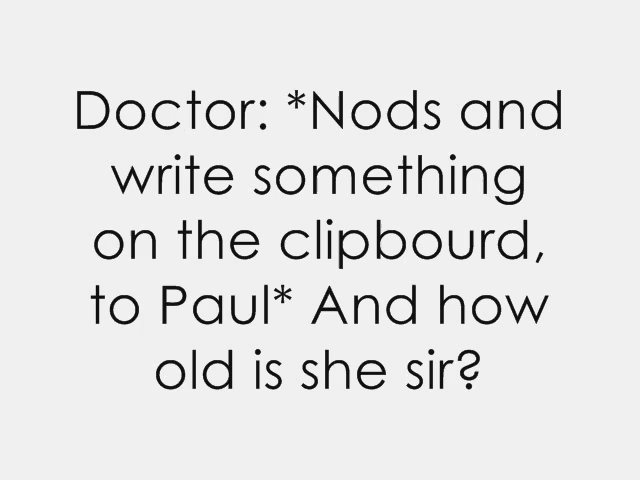 Doctor: *Nods and
write something
on the clipbourd,
to Paul* And how
old is she sir?